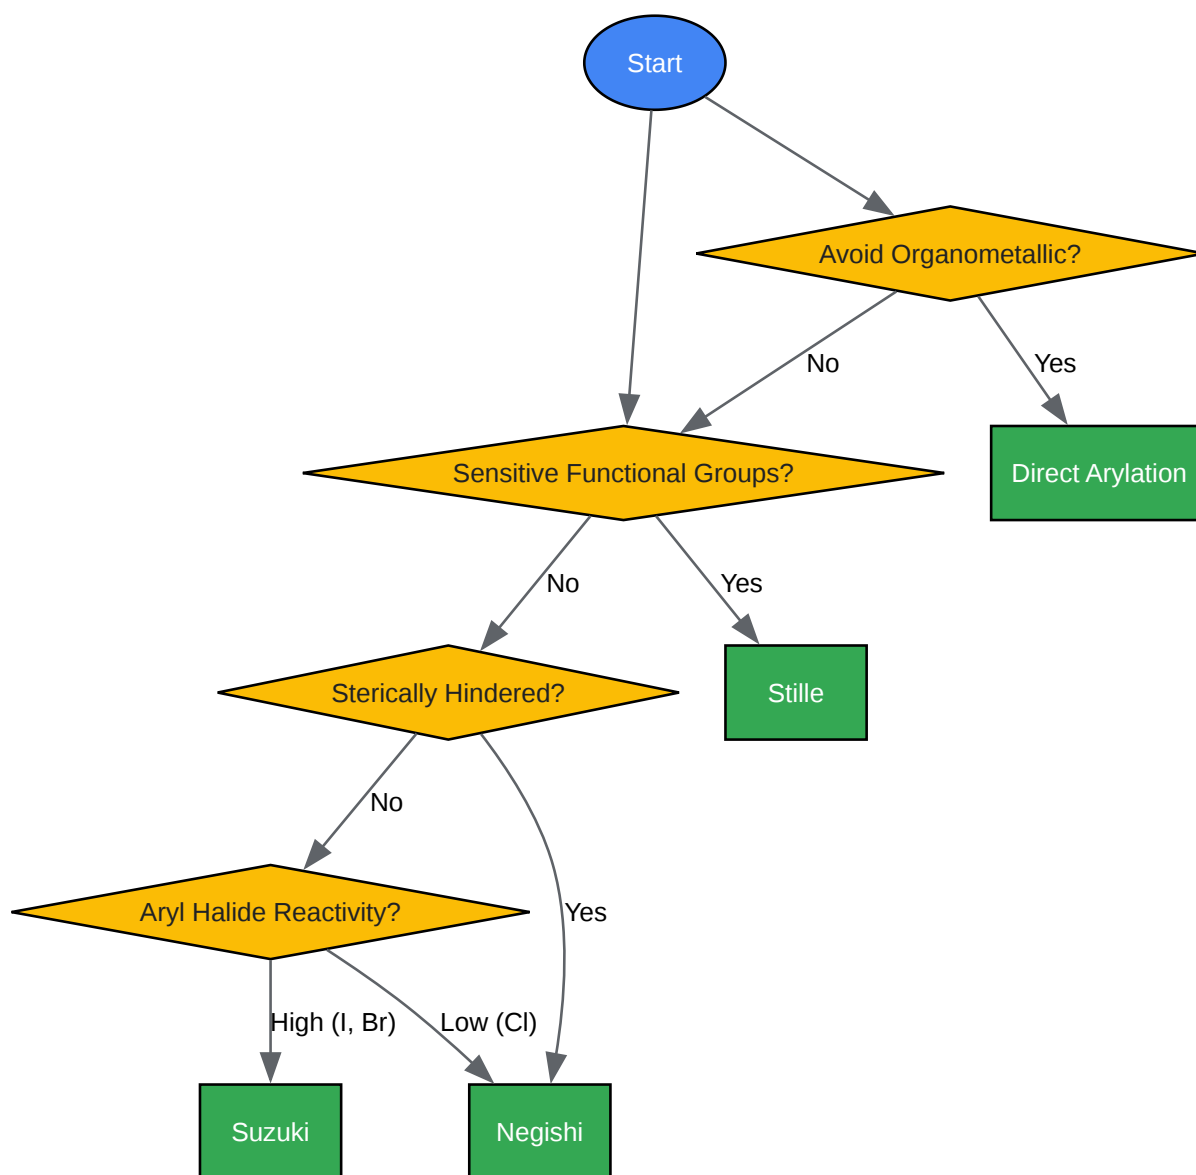 Start
Avoid Organometallic?
No
Yes
Sensitive Functional Groups?
Direct Arylation
No
Yes
Sterically Hindered?
Stille
No
Yes
Aryl Halide Reactivity?
High (I, Br)
Low (Cl)
Suzuki
Negishi